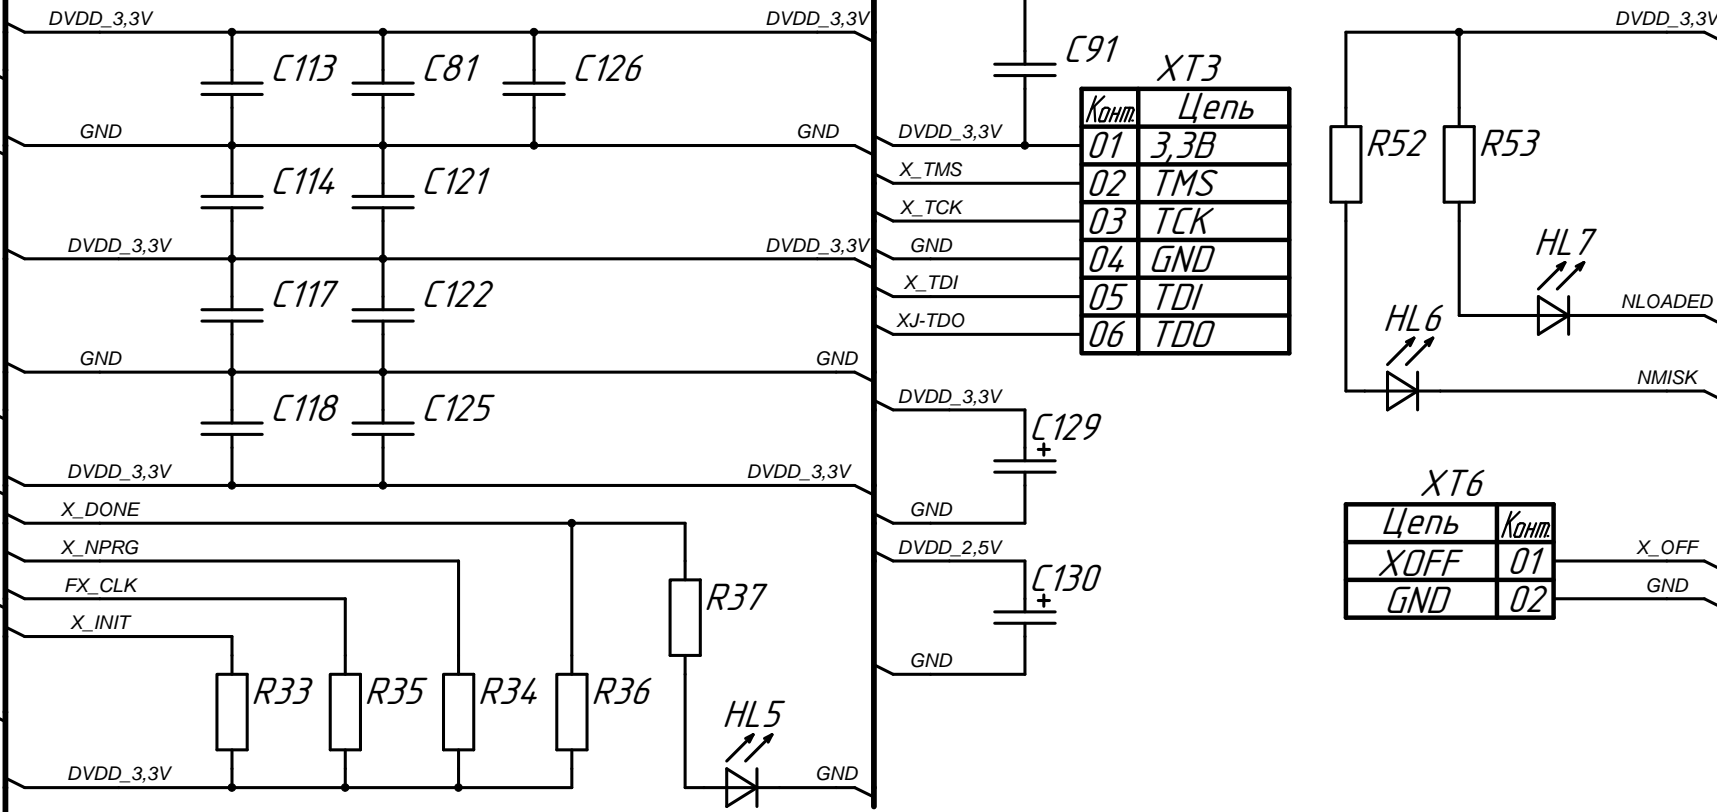 DVDD_3,3V
DVDD_3,3V
C113
C81
C126
GND
GND
C114
C121
DVDD_3,3V
DVDD_3,3V
C117
C122
GND
GND
C118
C125
DVDD_3,3V
DVDD_3,3V
X_DONE
X_NPRG
FX_CLK
X_INIT
R37
R33
R35
R34
R36
HL5
DVDD_3,3V
GND
C91
XT3
Конт. Цепь
DVDD_3,3V 01 3,3В
X_TMS 02 TMS
X_TCK 03 TCK
GND 04 GND
X_TDI 05 TDI
XJ-TDO 06 TDO
DVDD_3,3V
C129
+
GND
DVDD_2,5V
C130
+
GND
DVDD_3,3V
R52
R53
HL7
NLOADED
HL6
NMISK
XT6
Цепь Конт.
XOFF 01 X_OFF
GND 02 GND